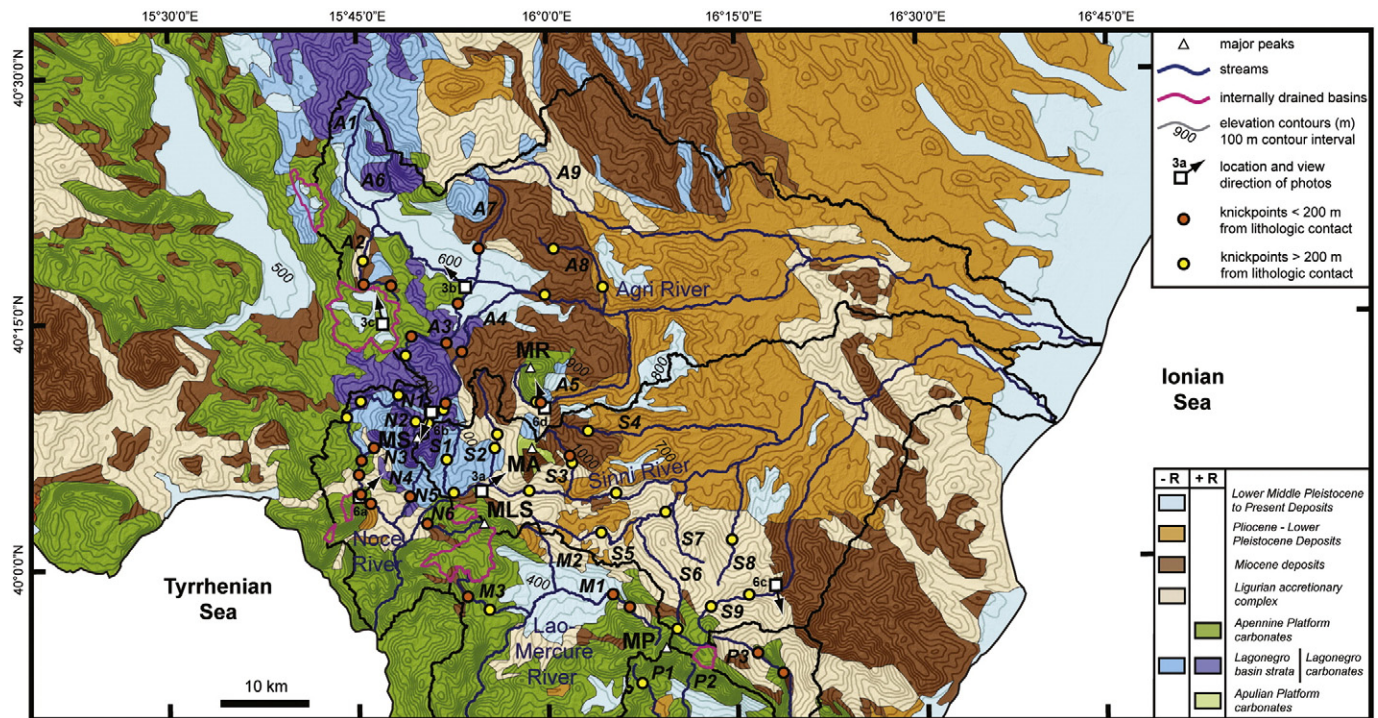 15°30'0"E
15°45'0"E
16°0'0"E
16°15'0"E
16°30'0"E
16°45'0"E
40°30'0"N
40°15'0"N
40°0'0"N
major peaks
streams
internally drained basins
900
elevation contours (m)
100 m contour interval
3a
location and view
direction of photos
knickpoints < 200 m
from lithologic contact
knickpoints > 200 m
from lithologic contact
A1
A6
A9
A7
A2
600
A8
500
3b
Agri River
3c
A3
A4
MR
900
A5
800
6d
N1
N2
6b
S4
700
MS
S1
S2
MA
1000
N3
S3
Sinni River
N4
3a
N5
MLS
6a
N6
Noce
River
S7
S5
S8
M2
S6
6c
400
M1
M3
S9
Lao-
Mercure
River
MP
P3
P1
P2
Tyrrhenian
Sea
Ionian
Sea
10 km
- R
+ R
Lower Middle Pleistocene
to Present Deposits
Pliocene - Lower
Pleistocene Deposits
Miocene deposits
Ligurian accretionary
complex
Apennine Platform
carbonates
Lagonegro
basin strata
Lagonegro
carbonates
Apulian Platform
carbonates